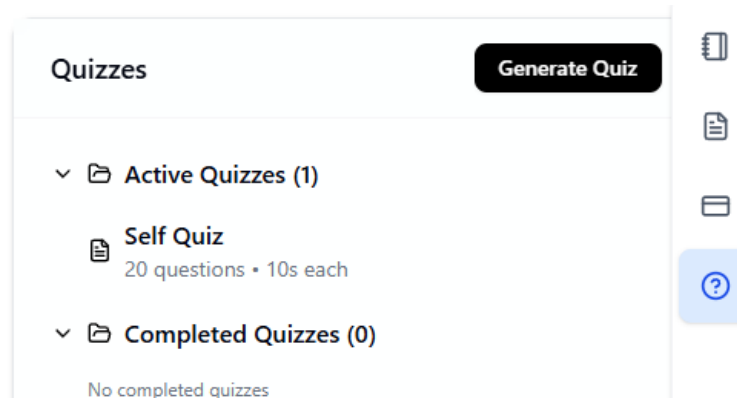 Quizzes
Generate Quiz
Active Quizzes (1)
Self Quiz
20 questions • 10s each
Completed Quizzes (0)
No completed quizzes